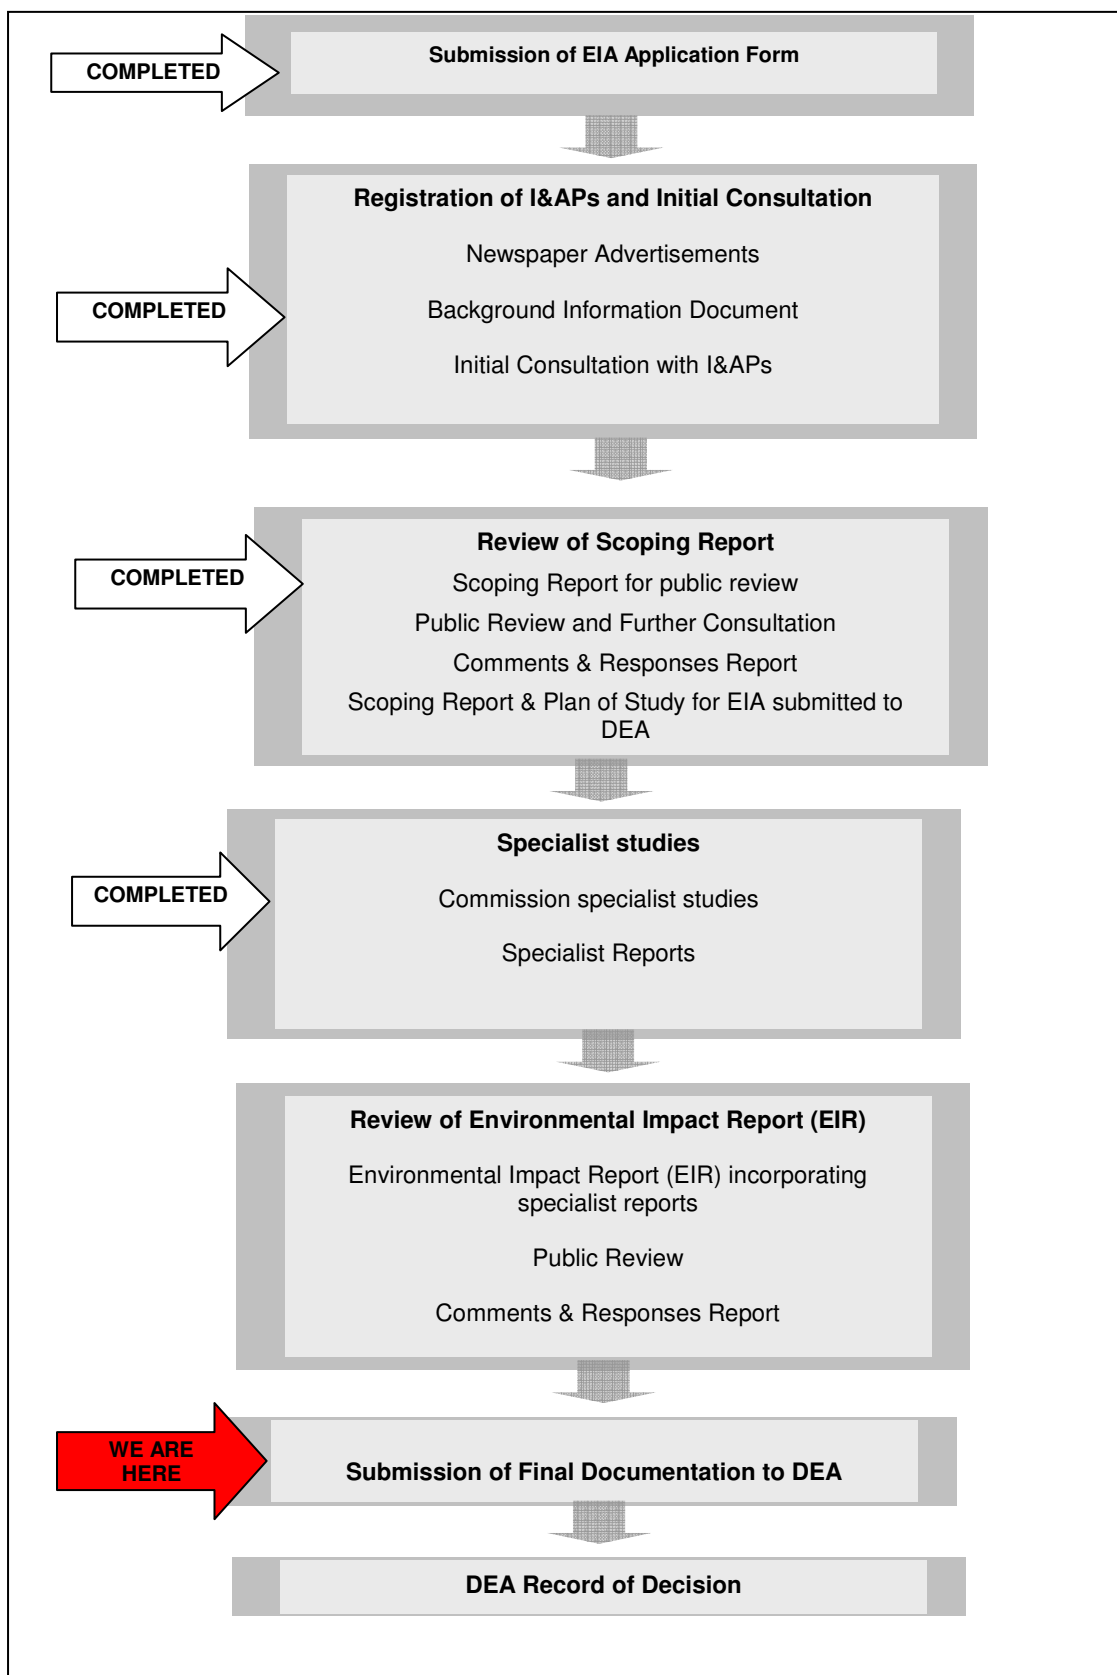 COMPLETED
Submission of EIA Application Form
Registration of I&APs and Initial Consultation
Newspaper Advertisements
COMPLETED
Background Information Document
Initial Consultation with I&APs
Review of Scoping Report
COMPLETED
Scoping Report for public review
Public Review and Further Consultation
Comments & Responses Report
Scoping Report & Plan of Study for EIA submitted to
DEA
Specialist studies
COMPLETED
Commission specialist studies
Specialist Reports
Review of Environmental Impact Report (EIR)
Environmental Impact Report (EIR) incorporating
specialist reports
Public Review
Comments & Responses Report
WE ARE
HERE
Submission of Final Documentation to DEA
DEA Record of Decision